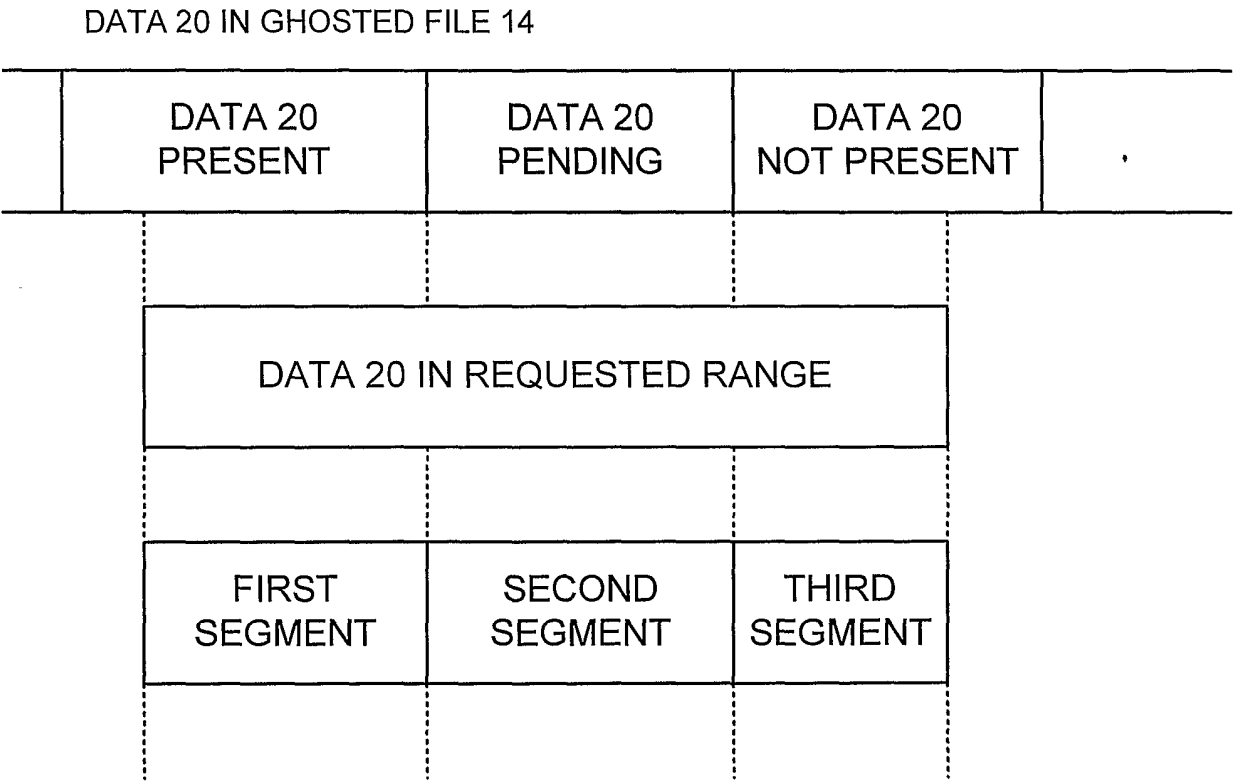 DATA 20 IN GHOSTED FILE 14
DATA 20
PRESENT
DATA 20
PENDING
DATA 20
NOT PRESENT
DATA 20 IN REQUESTED RANGE
FIRST
SEGMENT
SECOND
SEGMENT
THIRD
SEGMENT